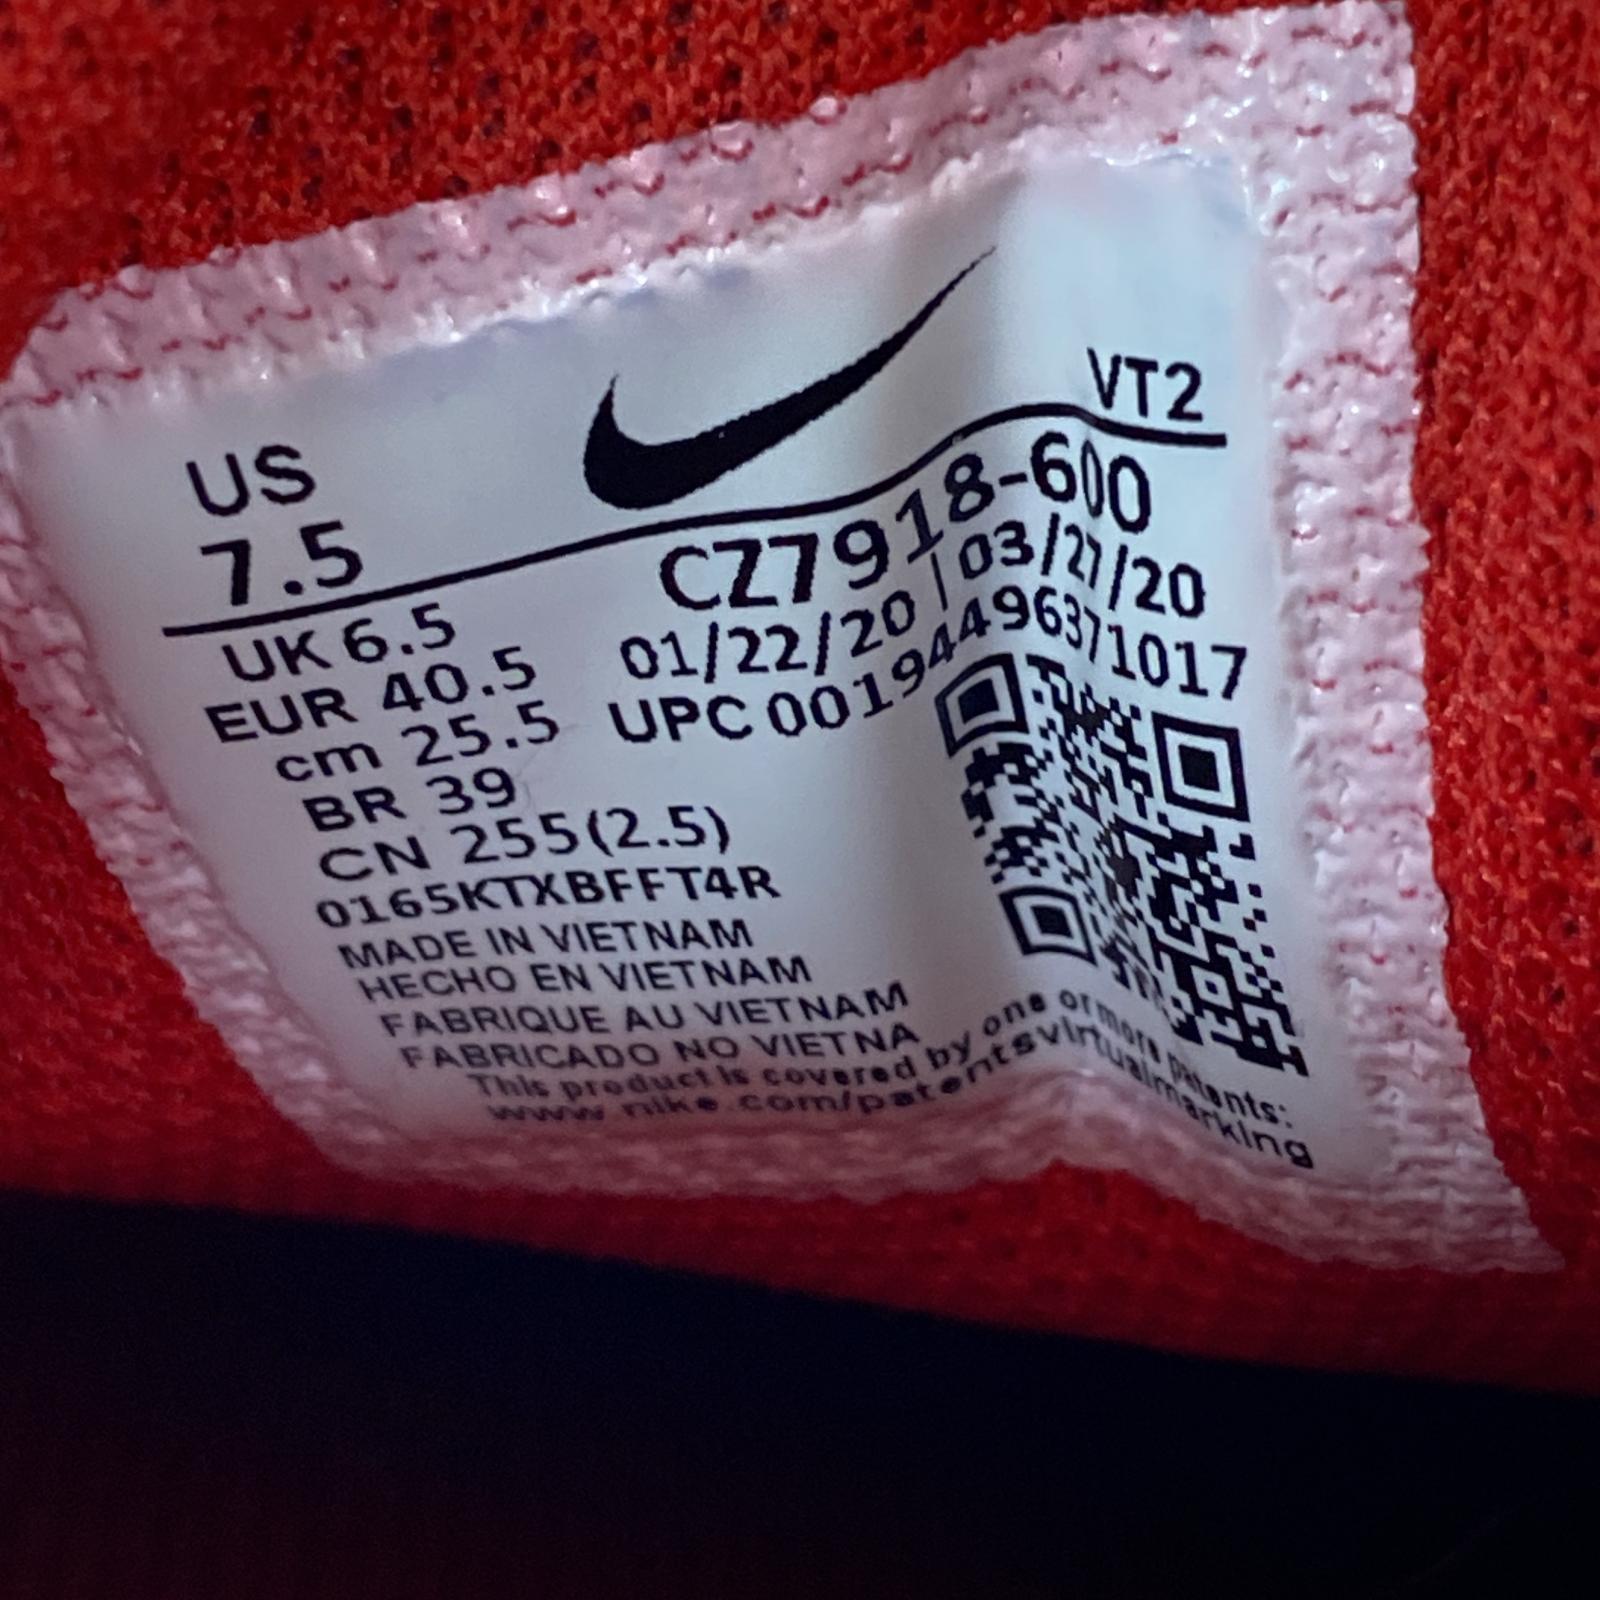 US
7.5
VT2
UK 6.5
EUR 40.5
cm 25.5
BR 39
CN 255(2.5)
CZ7918-600
01/22/20 | 03/27/20
UPC 00194496371017
0165KTXBFFT4R
MADE IN VIETNAM
HECHO EN VIETNAM
FABRIQUE AU VIETNAM
FABRICADO NO VIETNA
This product is covered by one or more patents:
www.nike.com/patentsvirtualmarking